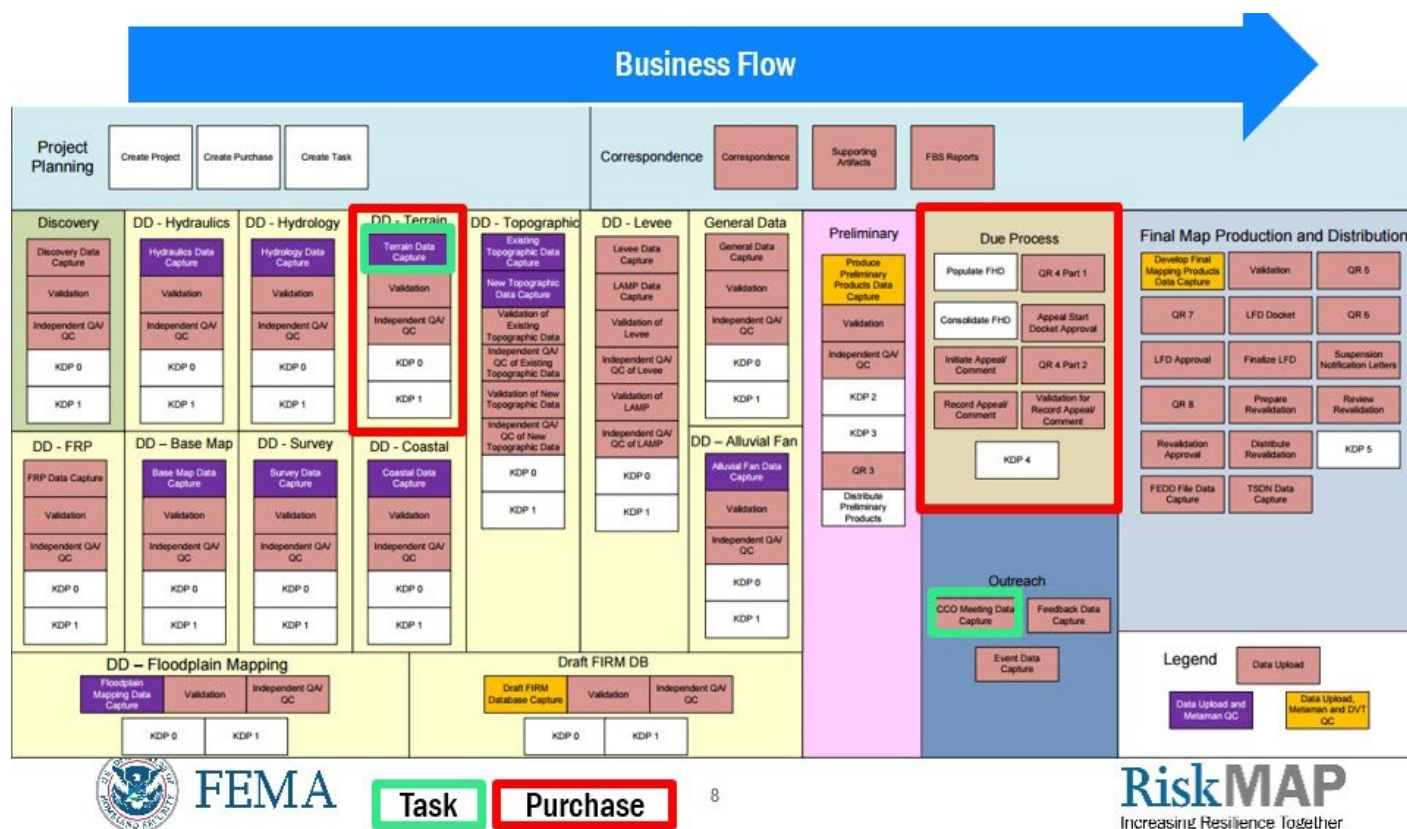 Business Flow
Project
Planning
Create Project
Create Purchase
Create Task
Correspondence
Correspondence
Supporting
Artifacts
FBS Reports
Discovery
Discovery Data
Capture
Validation
Independent QA/
QC
KDP 0
KDP 1
DD - Hydraulics
Hydraulics Data
Capture
Validation
Independent QA/
QC
KDP 0
KDP 1
DD - Hydrology
Hydrology Data
Capture
Validation
Independent QA/
QC
KDP 0
KDP 1
DD - Terrain
Terrain Data
Capture
Validation
Independent QA/
QC
KDP 0
KDP 1
DD - Topographic
Existing
Topographic Data
Capture
New Topographic
Data Capture
Validation of
Existing
Topographic Data
Independent QA/
QC of Existing
Topographic Data
Validation of New
Topographic Data
Independent QA/
QC of New
Topographic Data
KDP 0
KDP 1
DD - Levee
Levee Data
Capture
LAMP Data
Capture
Validation of
Levee
Independent QA/
QC of Levee
Validation of
LAMP
Independent QA/
QC of LAMP
KDP 0
KDP 1
General Data
General Data
Capture
Validation
Independent QA/
QC
KDP 0
KDP 1
DD - FRP
FRP Data Capture
Validation
Independent QA/
QC
KDP 0
KDP 1
DD – Base Map
Base Map Data
Capture
Validation
Independent QA/
QC
KDP 0
KDP 1
DD - Survey
Survey Data
Capture
Validation
Independent QA/
QC
KDP 0
KDP 1
DD - Coastal
Coastal Data
Capture
Validation
Independent QA/
QC
KDP 0
KDP 1
DD – Alluvial Fan
Alluvial Fan Data
Capture
Validation
Independent QA/
QC
KDP 0
KDP 1
DD – Floodplain Mapping
Floodplain
Mapping Data
Capture
Validation
Independent QA/
QC
KDP 0
KDP 1
Draft FIRM DB
Draft FIRM
Database Capture
Validation
Independent QA/
QC
KDP 0
KDP 1
Preliminary
Produce
Preliminary
Products Data
Capture
Validation
Independent QA/
QC
KDP 2
KDP 3
QR 3
Distribute
Preliminary
Products
Due Process
Populate FHD
QR 4 Part 1
Consolidate FHD
Appeal Start
Docket Approval
Initiate Appeal/
Comment
QR 4 Part 2
Record Appeal/
Comment
Validation for
Record Appeal/
Comment
KDP 4
Outreach
CCO Meeting Data
Capture
Feedback Data
Capture
Event Data
Capture
Final Map Production and Distribution
Develop Final
Mapping Products
Data Capture
Validation
QR 5
QR 7
LFD Docket
QR 6
LFD Approval
Finalize LFD
Suspension
Notification Letters
QR 8
Prepare
Revalidation
Review
Revalidation
Revalidation
Approval
Distribute
Revalidation
KDP 5
FEDD File Data
Capture
TSDN Data
Capture
Legend
Data Upload
Data Upload and
Metaman QC
Data Upload,
Metaman and DVT
QC
FEMA
Task
Purchase
8
RiskMAP
Increasing Resilience Together